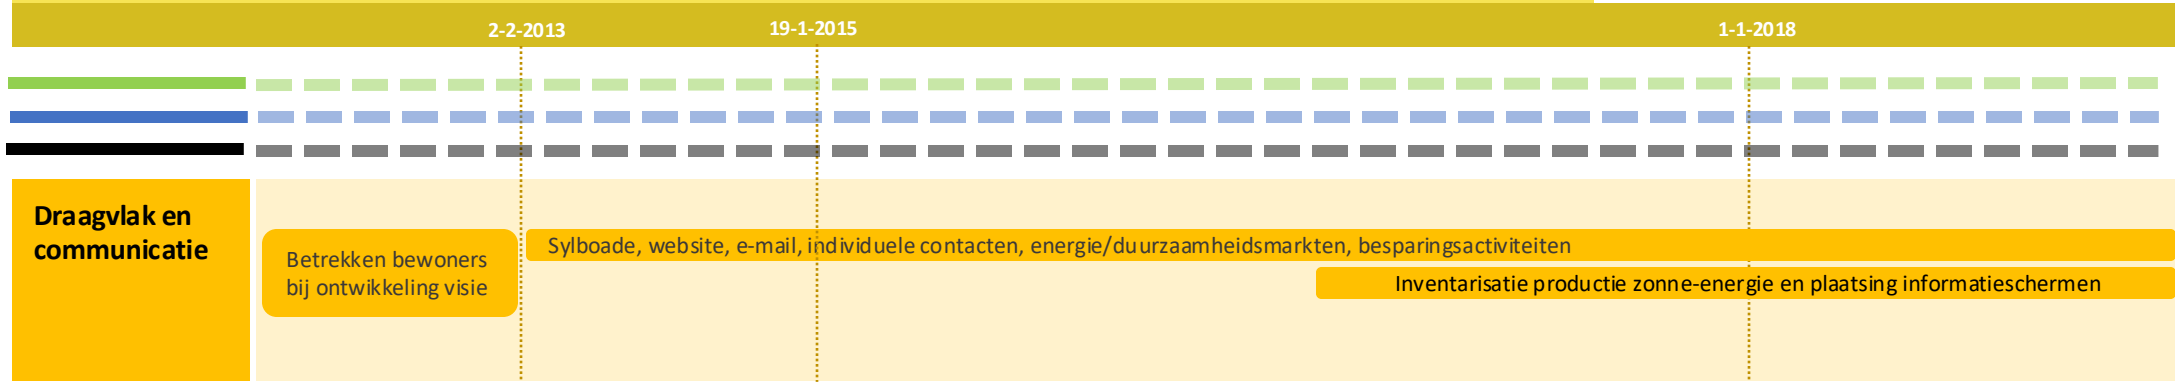 2-2-2013
19-1-2015
1-1-2018
Draagvlak en
communicatie
Betrekken bewoners
bij ontwikkeling visie
Sylboade, website, e-mail, individuele contacten, energie/duurzaamheidsmarkten, besparingsactiviteiten
Inventarisatie productie zonne-energie en plaatsing informatieschermen